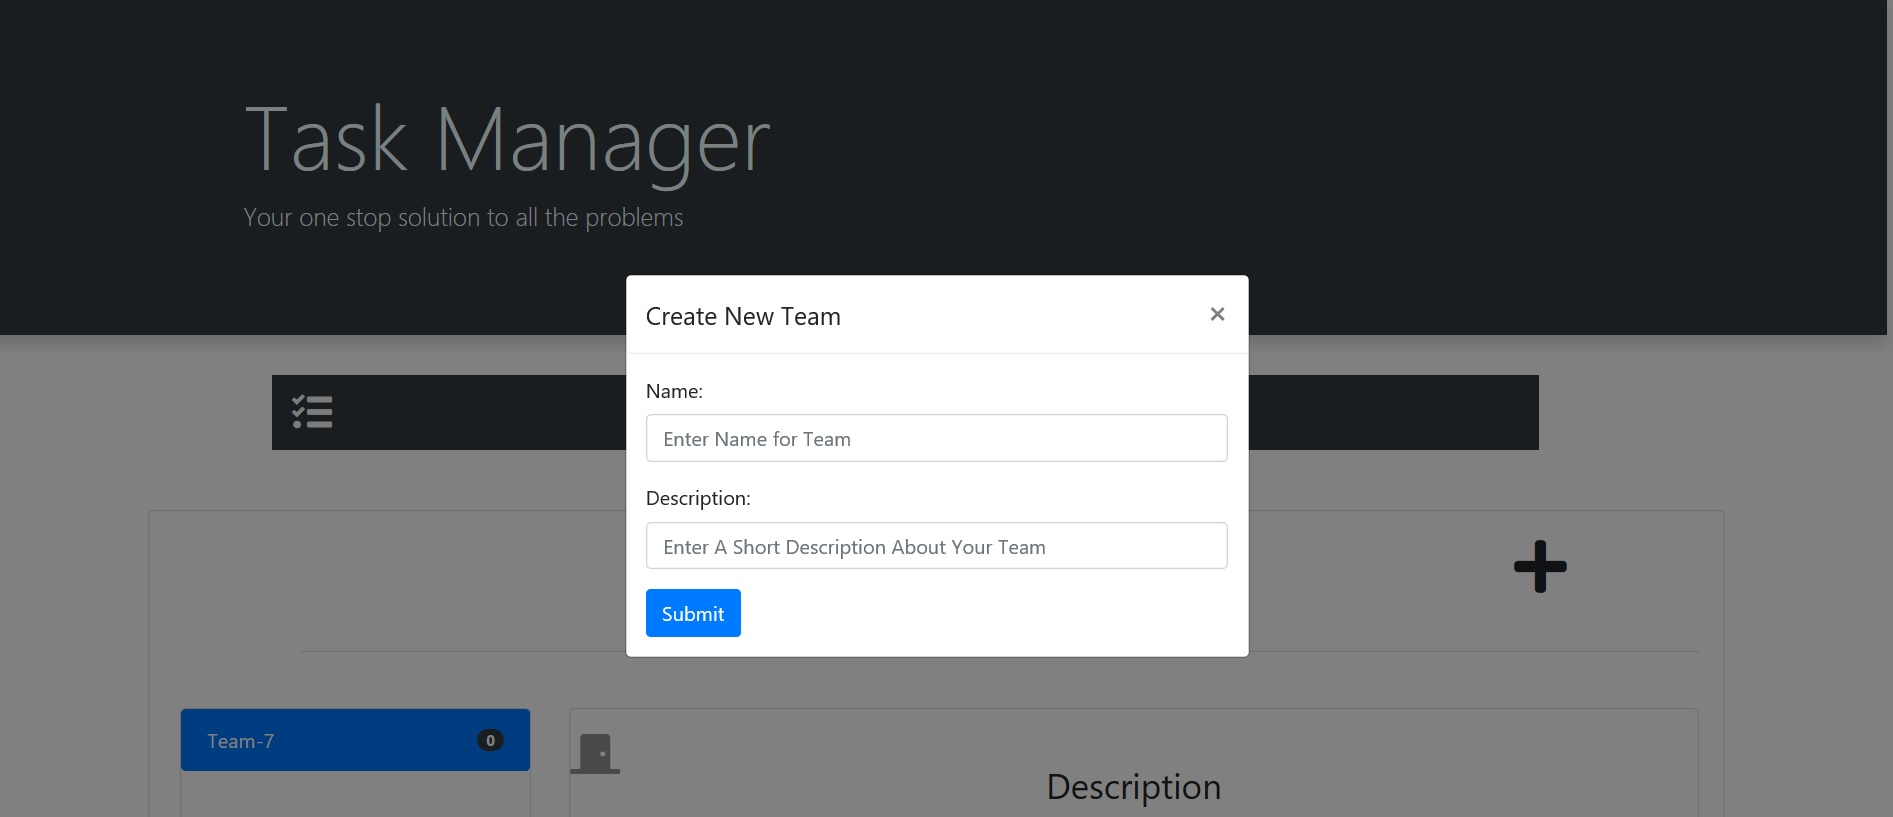 Task Manager
Your one stop solution to all the problems
Create New Team
×
Name:
Enter Name for Team
Description:
Enter A Short Description About Your Team
Submit
Team-7 0
Description